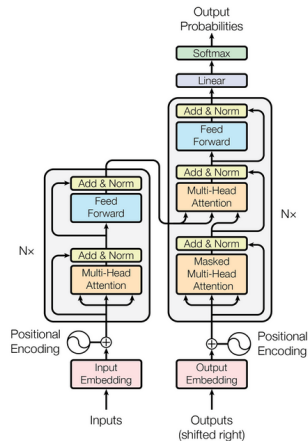 Output
Probabilities
Softmax
Linear
Add & Norm
Feed
Forward
Add & Norm
Multi-Head
Attention
Add & Norm
Masked
Multi-Head
Attention
N×
Add & Norm
Feed
Forward
N×
Add & Norm
Multi-Head
Attention
Positional
Encoding
Positional
Encoding
Input
Embedding
Output
Embedding
Inputs
Outputs
(shifted right)